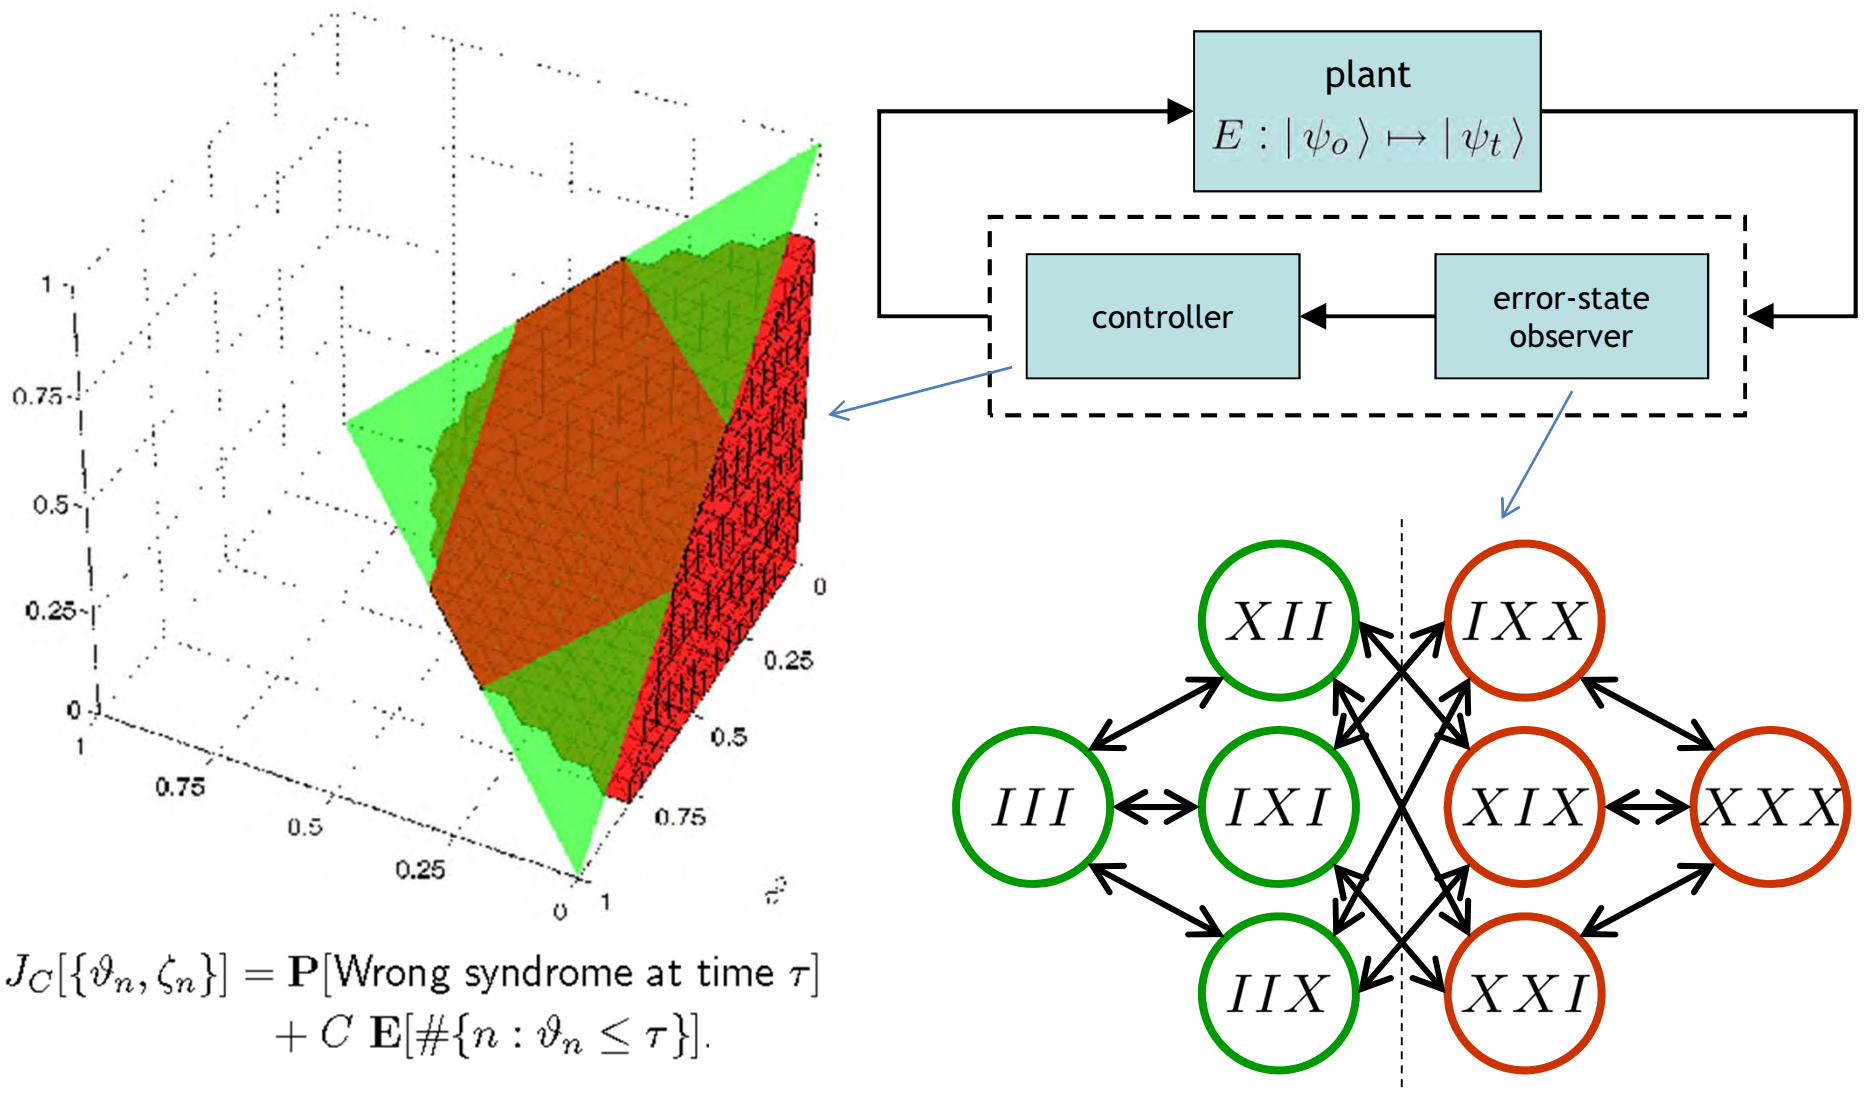 plant
E : | ψ_o ⟩ ↦ | ψ_t ⟩
controller
error-state
observer
1
0.75
0.5
0.25
0
1
0.75
0.5
0.25
0
1
0.75
0.5
0.25
0
XII
IXX
III
IXI
XIX
XXX
IIX
XXI
J_C[{ϑ_n, ζ_n}] = P[Wrong syndrome at time τ]
+ C E[#{n : ϑ_n ≤ τ}].